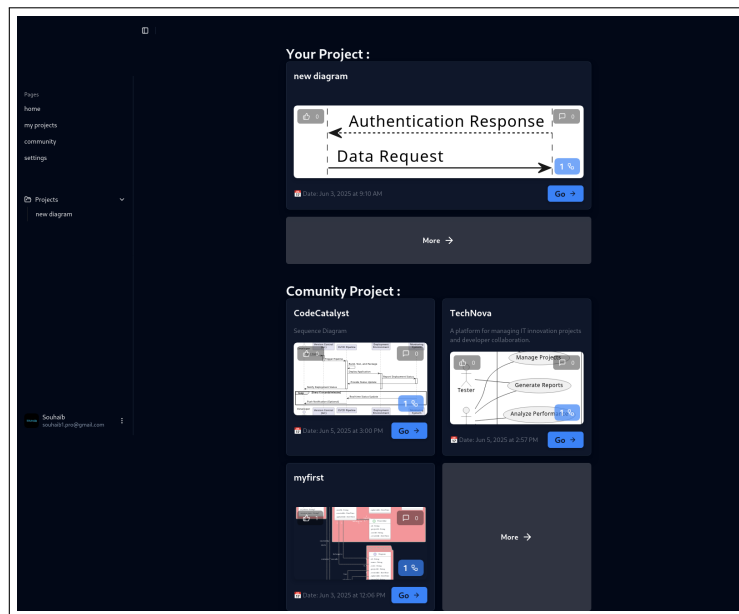 Your Project :
new diagram
0
0
Authentication Response
Data Request
1
Date: Jun 3, 2025 at 9:10 AM
Go
More
Pages
home
my projects
community
settings
Projects
new diagram
Souhaib
souhaib1.pro@gmail.com
Comunity Project :
CodeCatalyst
Sequence Diagram
0
1
Date: Jun 5, 2025 at 3:00 PM
Go
TechNova
A platform for managing IT innovation projects
and developer collaboration.
0
0
Manage Projects
Tester
Generate Reports
1
Date: Jun 5, 2025 at 2:57 PM
Go
myfirst
0
1
Date: Jun 3, 2025 at 12:06 PM
Go
More